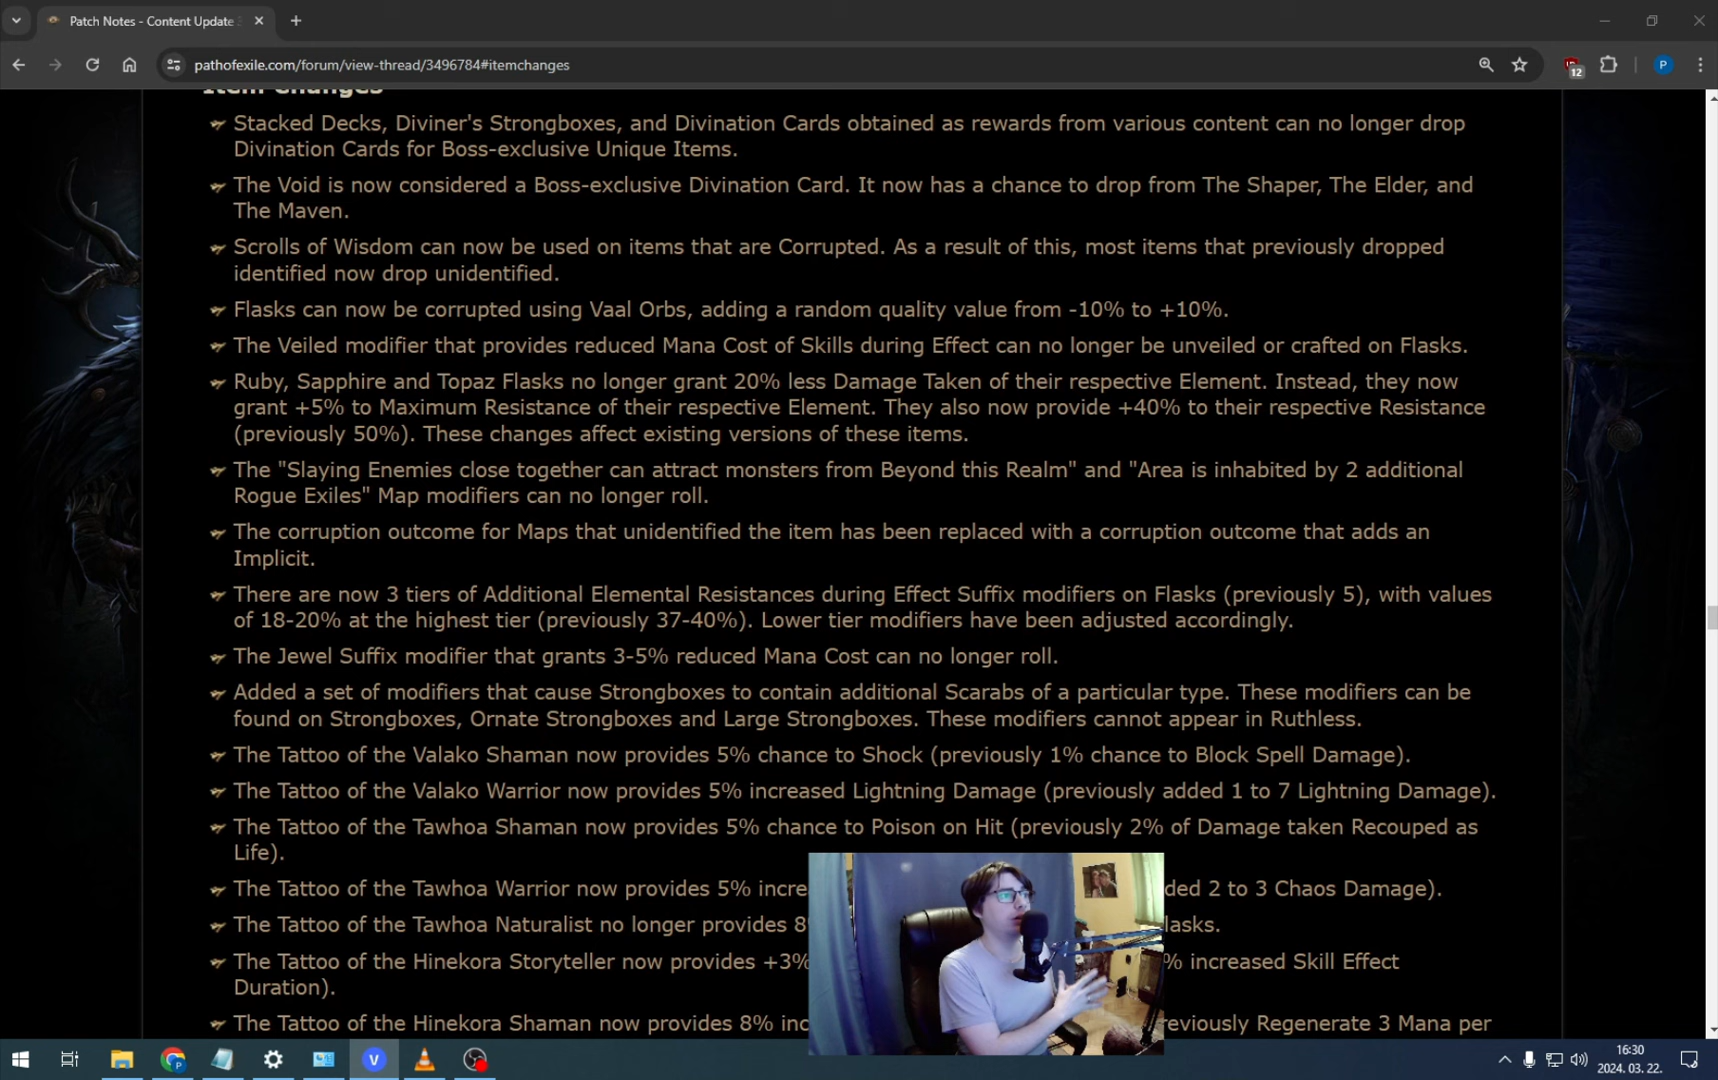 Patch Notes - Content Update
pathofexile.com/forum/view-thread/3496784#itemchanges
12
P
Item Changes
Stacked Decks, Diviner's Strongboxes, and Divination Cards obtained as rewards from various content can no longer drop
Divination Cards for Boss-exclusive Unique Items.
The Void is now considered a Boss-exclusive Divination Card. It now has a chance to drop from The Shaper, The Elder, and
The Maven.
Scrolls of Wisdom can now be used on items that are Corrupted. As a result of this, most items that previously dropped
identified now drop unidentified.
Flasks can now be corrupted using Vaal Orbs, adding a random quality value from -10% to +10%.
The Veiled modifier that provides reduced Mana Cost of Skills during Effect can no longer be unveiled or crafted on Flasks.
Ruby, Sapphire and Topaz Flasks no longer grant 20% less Damage Taken of their respective Element. Instead, they now
grant +5% to Maximum Resistance of their respective Element. They also now provide +40% to their respective Resistance
(previously 50%). These changes affect existing versions of these items.
The "Slaying Enemies close together can attract monsters from Beyond this Realm" and "Area is inhabited by 2 additional
Rogue Exiles" Map modifiers can no longer roll.
The corruption outcome for Maps that unidentified the item has been replaced with a corruption outcome that adds an
Implicit.
There are now 3 tiers of Additional Elemental Resistances during Effect Suffix modifiers on Flasks (previously 5), with values
of 18-20% at the highest tier (previously 37-40%). Lower tier modifiers have been adjusted accordingly.
The Jewel Suffix modifier that grants 3-5% reduced Mana Cost can no longer roll.
Added a set of modifiers that cause Strongboxes to contain additional Scarabs of a particular type. These modifiers can be
found on Strongboxes, Ornate Strongboxes and Large Strongboxes. These modifiers cannot appear in Ruthless.
The Tattoo of the Valako Shaman now provides 5% chance to Shock (previously 1% chance to Block Spell Damage).
The Tattoo of the Valako Warrior now provides 5% increased Lightning Damage (previously added 1 to 7 Lightning Damage).
The Tattoo of the Tawhoa Shaman now provides 5% chance to Poison on Hit (previously 2% of Damage taken Recouped as
Life).
The Tattoo of the Tawhoa Warrior now provides 5% incre ded 2 to 3 Chaos Damage).
The Tattoo of the Tawhoa Naturalist no longer provides 8 lasks.
The Tattoo of the Hinekora Storyteller now provides +3% % increased Skill Effect
Duration).
The Tattoo of the Hinekora Shaman now provides 8% inc reviously Regenerate 3 Mana per
V
16:30
2024. 03. 22.